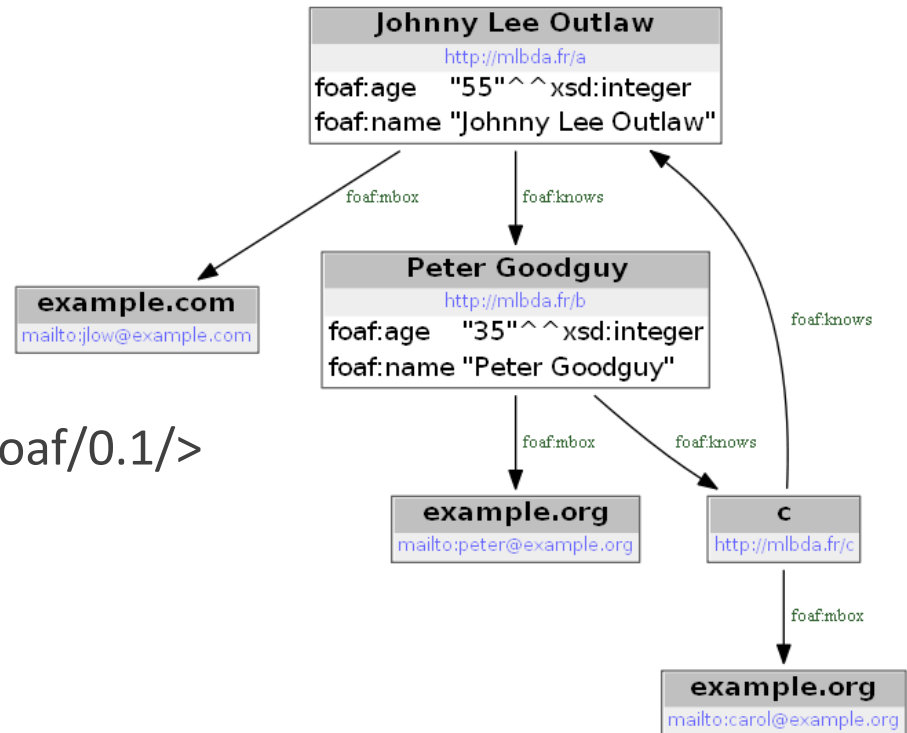 Johnny Lee Outlaw
http://mlbda.fr/a
foaf:age "55"^^xsd:integer
foaf:name "Johnny Lee Outlaw"
foaf:mbox
foaf:knows
Peter Goodguy
http://mlbda.fr/b
foaf:age "35"^^xsd:integer
foaf:name "Peter Goodguy"
example.com
mailto:jlow@example.com
foaf:knows
oaf/0.1/>
foaf:mbox
foaf:knows
example.org
mailto:peter@example.org
c
http://mlbda.fr/c
foaf:mbox
example.org
mailto:carol@example.org